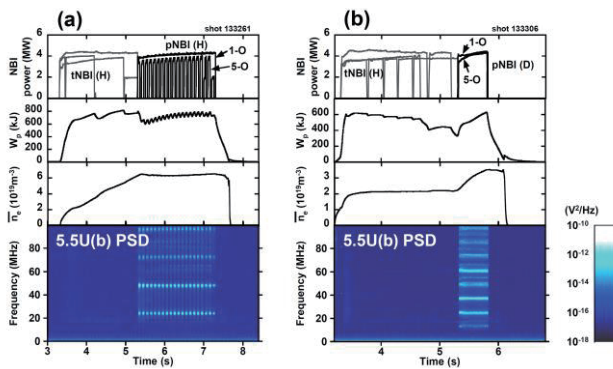 (a)
shot 133261
NBI power (MW)
6
4
2
0
pNBI (H)
1-O
5-O
tNBI (H)
Wp (kJ)
800
600
400
200
0
ne (10^19 m^-3)
6
4
2
0
5.5U(b) PSD
Frequency (MHz)
80
60
40
20
0
3 4 5 6 7 8
Time (s)
(b)
shot 133306
NBI power (MW)
6
4
2
0
1-O
pNBI (D)
5-O
tNBI (H)
Wp (kJ)
800
600
400
200
0
ne (10^19 m^-3)
3
2
1
0
5.5U(b) PSD
Frequency (MHz)
80
60
40
20
0
4 5 6
Time (s)
(V²/Hz)
10^-10
10^-12
10^-14
10^-16
10^-18